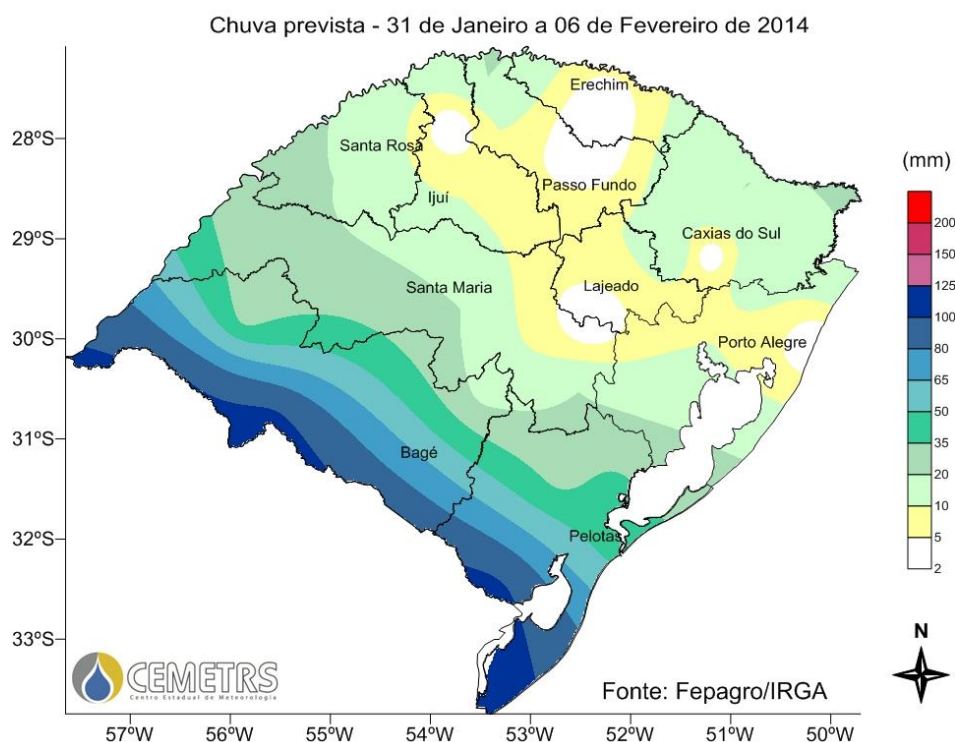 Chuva prevista - 31 de Janeiro a 06 de Fevereiro de 2014
Erechim
28ºS
Santa Rosa
(mm)
Passo Fundo
Ijuí
200
29ºS
Caxias do Sul
150
Santa Maria
Lajeado
125
100
30ºS
Porto Alegre
80
65
50
31ºS
Bagé
35
20
10
32ºS
Pelotas
5
2
33ºS
N
CEMETRS
Centro Estadual de Meteorologia
Fonte: Fepagro/IRGA
57ºW 56ºW 55ºW 54ºW 53ºW 52ºW 51ºW 50ºW